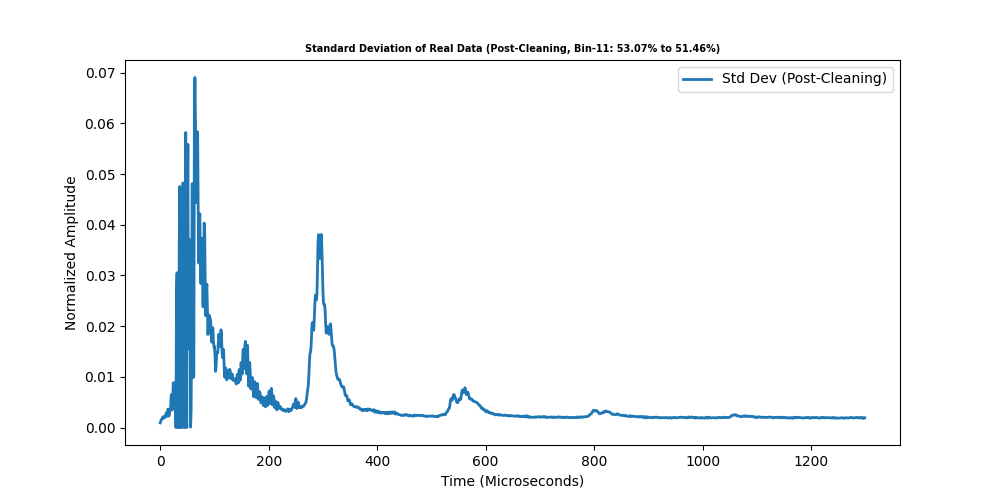 Standard Deviation of Real Data (Post-Cleaning, Bin-11: 53.07% to 51.46%)
Std Dev (Post-Cleaning)
Normalized Amplitude
0.07
0.06
0.05
0.04
0.03
0.02
0.01
0.00
0 200 400 600 800 1000 1200
Time (Microseconds)